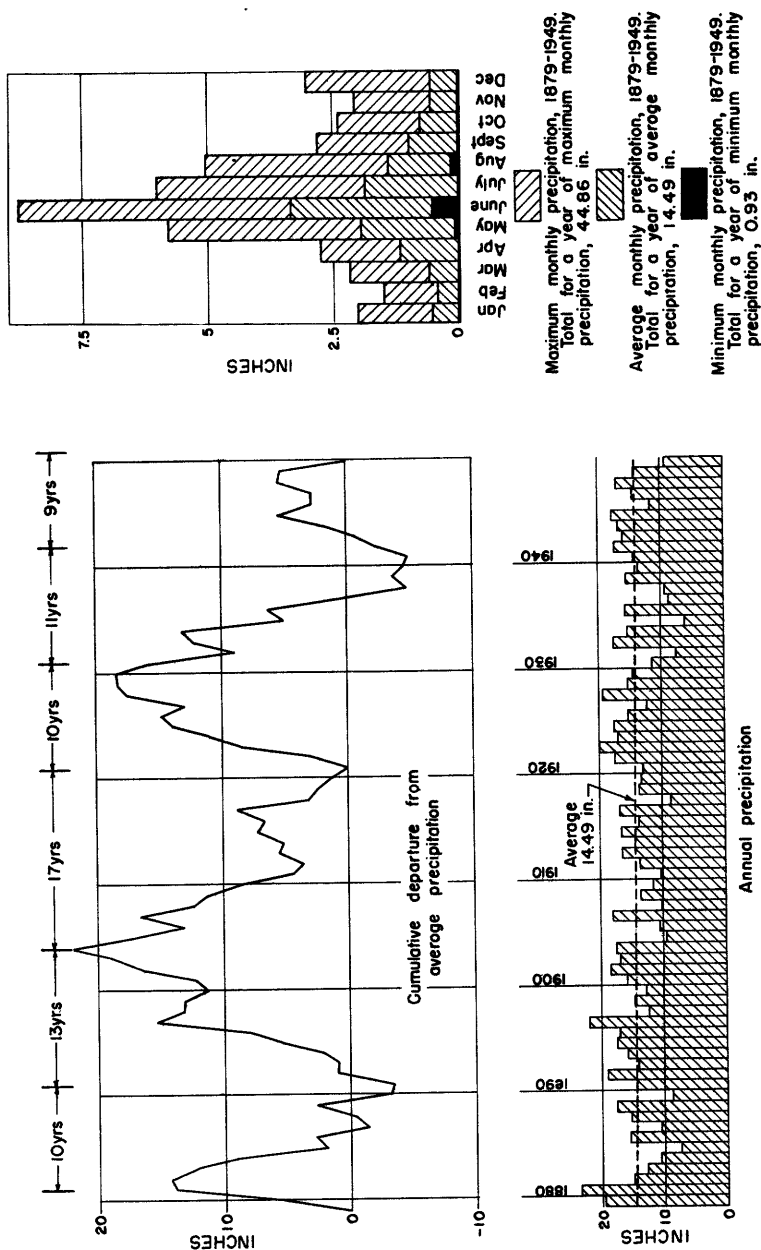 10yrs
13yrs
17yrs
10yrs
11yrs
9yrs
20
10
0
-10
INCHES
Cumulative departure from
average precipitation
1880
1890
1900
1910
1920
1930
1940
20
10
0
INCHES
Average
14.49 in.
Annual precipitation
7.5
5
2.5
0
INCHES
Jan
Feb
Mar
Apr
May
June
July
Aug
Sept
Oct
Nov
Dec
Maximum monthly precipitation, 1879-1949.
Total for a year of maximum monthly
precipitation, 44.86 in.
Average monthly precipitation, 1879-1949.
Total for a year of average monthly
precipitation, 14.49 in.
Minimum monthly precipitation, 1879-1949.
Total for a year of minimum monthly
precipitation, 0.93 in.